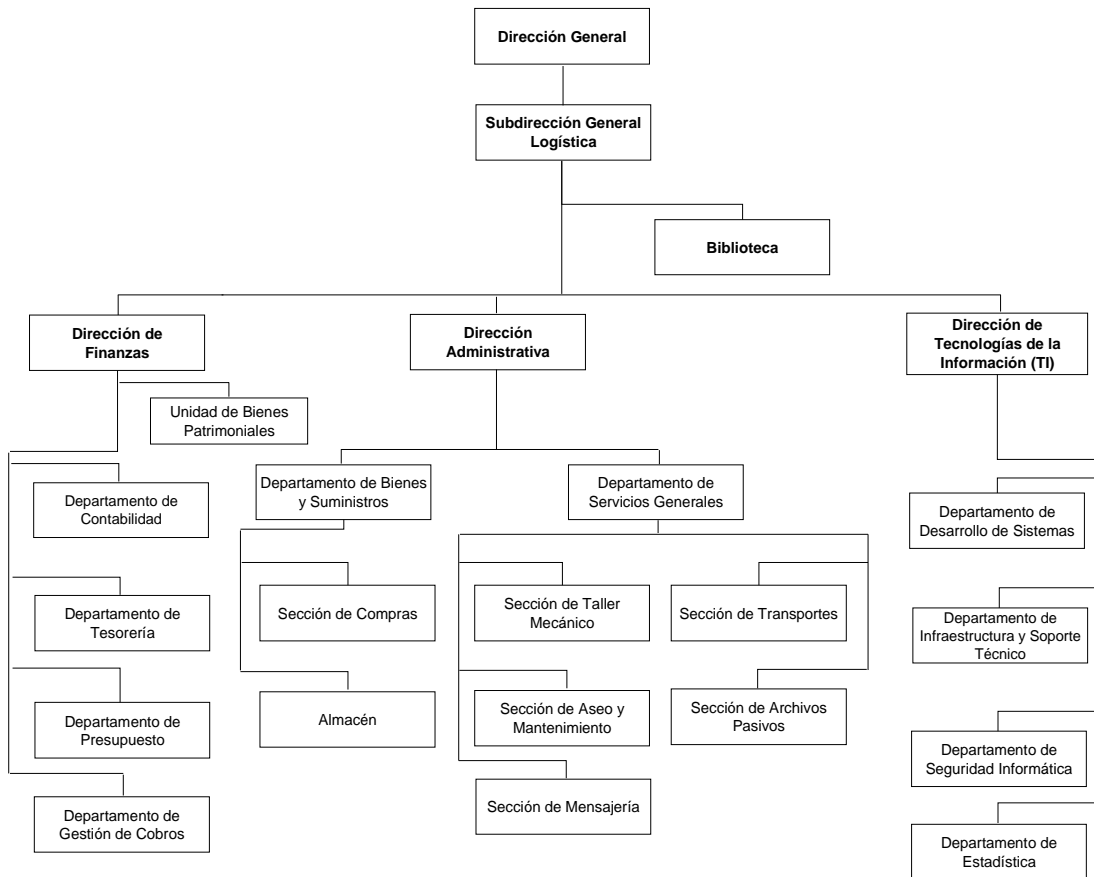 Dirección General
Subdirección General
Logística
Biblioteca
Dirección de
Finanzas
Dirección
Administrativa
Dirección de
Tecnologías de la
Información (TI)
Unidad de Bienes
Patrimoniales
Departamento de Bienes
y Suministros
Departamento de
Servicios Generales
Departamento de
Contabilidad
Departamento de
Desarrollo de Sistemas
Departamento de
Tesorería
Sección de Compras
Sección de Taller
Mecánico
Sección de Transportes
Departamento de
Infraestructura y Soporte
Técnico
Departamento de
Presupuesto
Almacén
Sección de Aseo y
Mantenimiento
Sección de Archivos
Pasivos
Departamento de
Seguridad Informática
Departamento de
Gestión de Cobros
Sección de Mensajería
Departamento de
Estadística